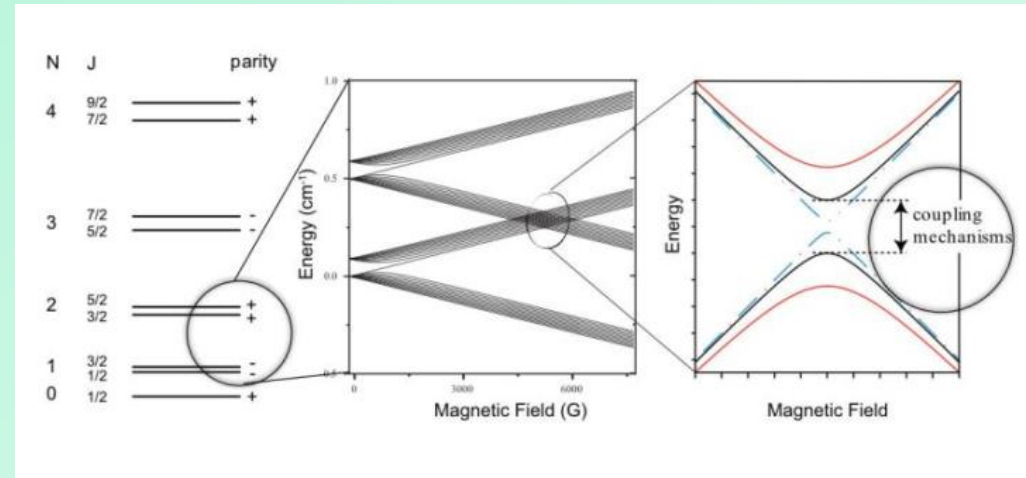 N J parity
4 9/2 +
7/2 +
3 7/2 -
5/2 -
2 5/2 +
3/2 +
1 3/2 -
1/2 -
0 1/2 +
Energy (cm⁻¹)
1.0
0.5
0.0
0.5
0 3000 6000
Magnetic Field (G)
Energy
coupling
mechanisms
Magnetic Field